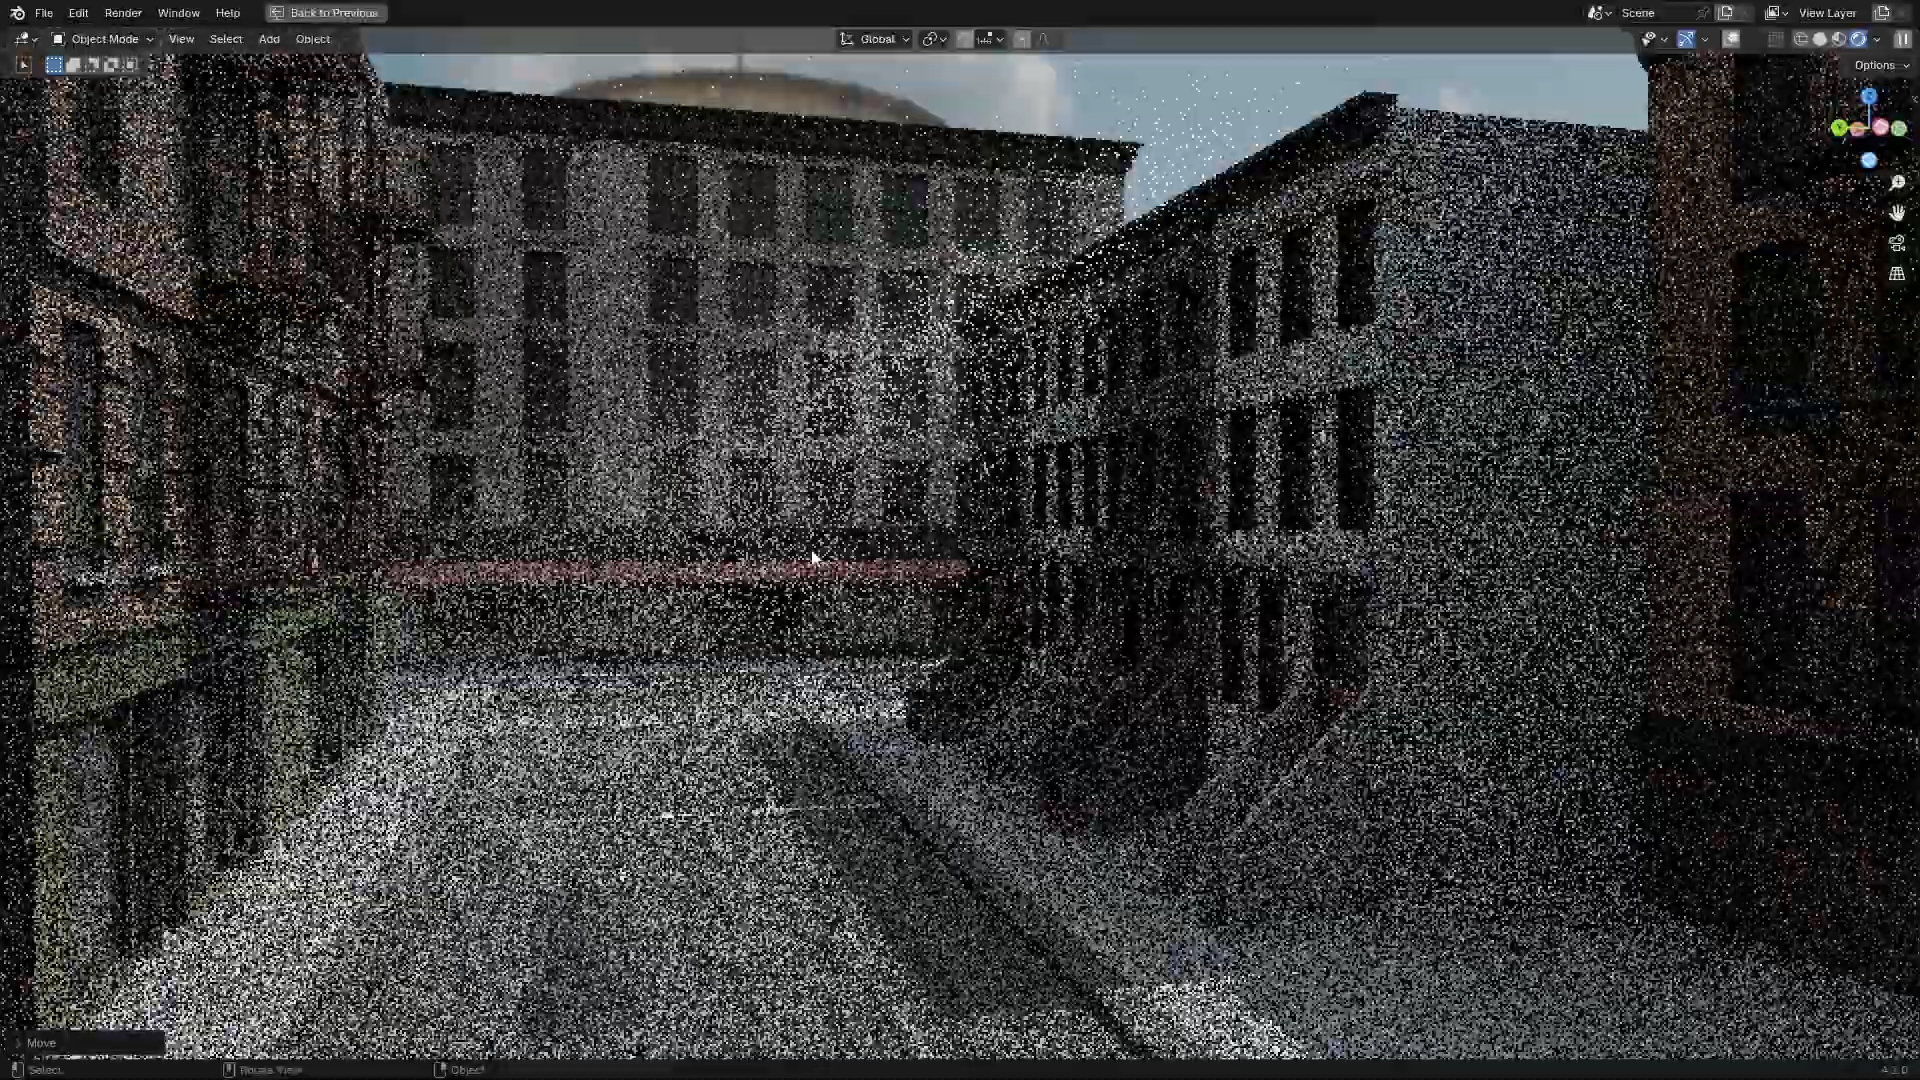 File Edit Render Window Help Back to Previous Scene View Layer
Object Mode View Select Add Object Global
Options
Move
Select Rotate View Object